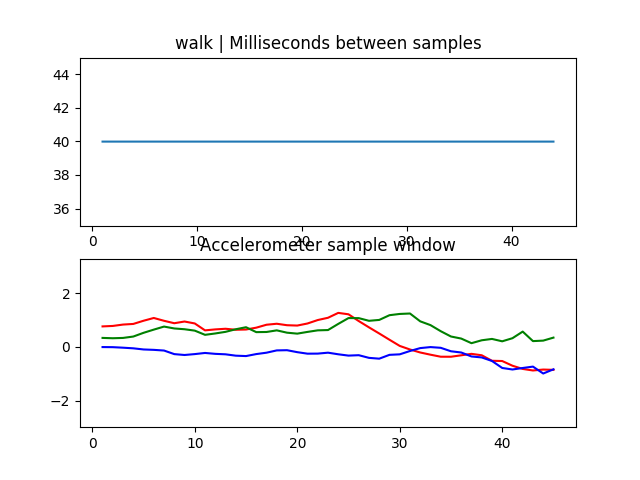 walk | Milliseconds between samples
44
42
40
38
36
0 10 20 30 40
Accelerometer sample window
2
0
−2
0 10 20 30 40